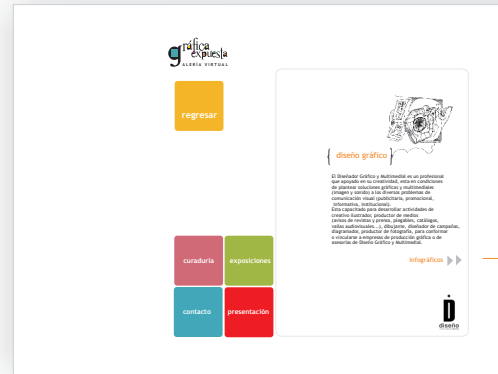 gráfica
expuesta
ALERÍA VIRTUAL
regresar
{ diseño gráfico }
El Diseñador Gráfico y Multimedial es un profesional
que apoyado en su creatividad, esta en condiciones
de plantear soluciones gráficas y multimediales
(imagen y sonido) a los diversos problemas de
comunicación visual (publicitaria, promocional,
informativa, institucional).
Esta capacitado para desarrollar actividades de
creativo ilustrador, productor de medios
(avisos de revistas y prensa, plegables, catálogos,
vallas audiovisuales...), dibujante, diseñador de campañas,
diagramador, productor de fotografía, para conformar
o vincularse a empresas de producción gráfica o de
asesorías de Diseño Gráfico y Multimedial.
infográficos
curaduría
exposiciones
contacto
presentación
diseño